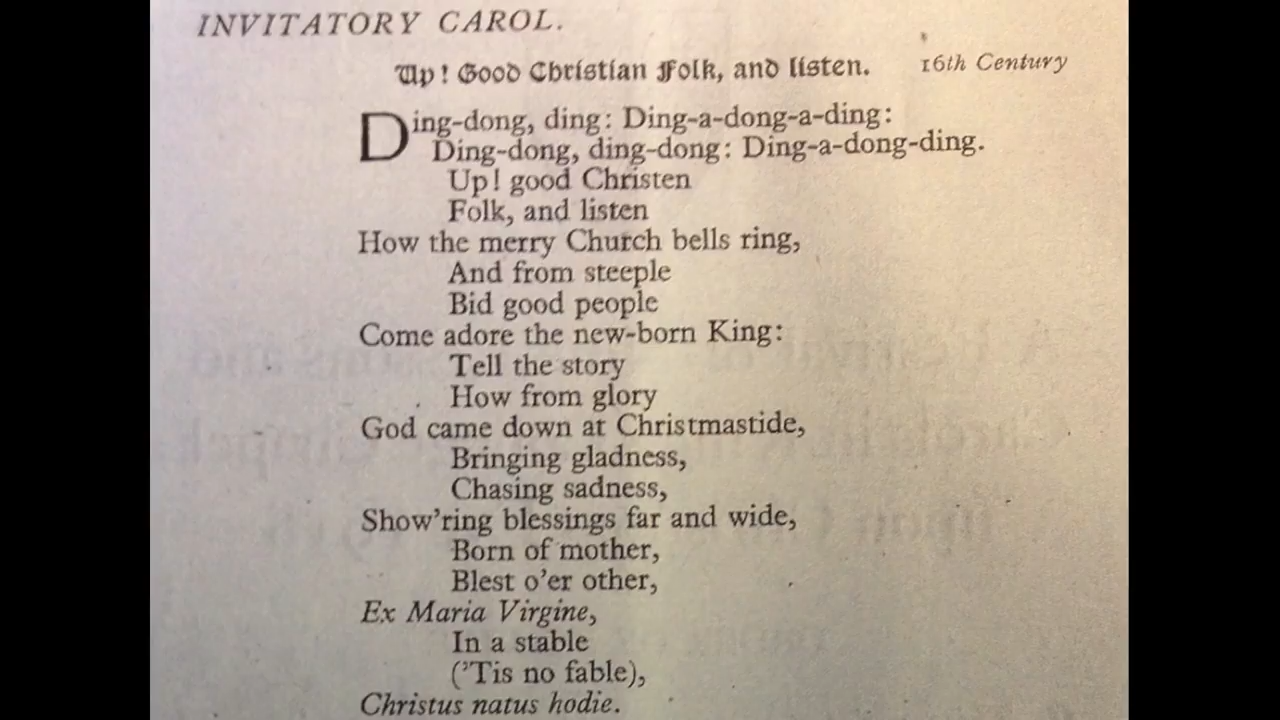 INVITATORY CAROL.
Up! Good Christian Folk, and listen. 16th Century
Ding-dong, ding: Ding-a-dong-a-ding:
Ding-dong, ding-dong: Ding-a-dong-ding.
Up! good Christen
Folk, and listen
How the merry Church bells ring,
And from steeple
Bid good people
Come adore the new-born King:
Tell the story
How from glory
God came down at Christmastide,
Bringing gladness,
Chasing sadness,
Show'ring blessings far and wide,
Born of mother,
Blest o'er other,
Ex Maria Virgine,
In a stable
('Tis no fable),
Christus natus hodie.